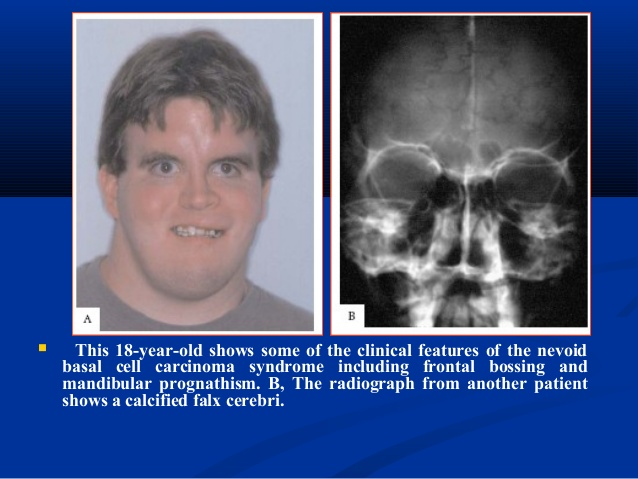 A
B
This 18-year-old shows some of the clinical features of the nevoid
basal cell carcinoma syndrome including frontal bossing and
mandibular prognathism. B, The radiograph from another patient
shows a calcified falx cerebri.